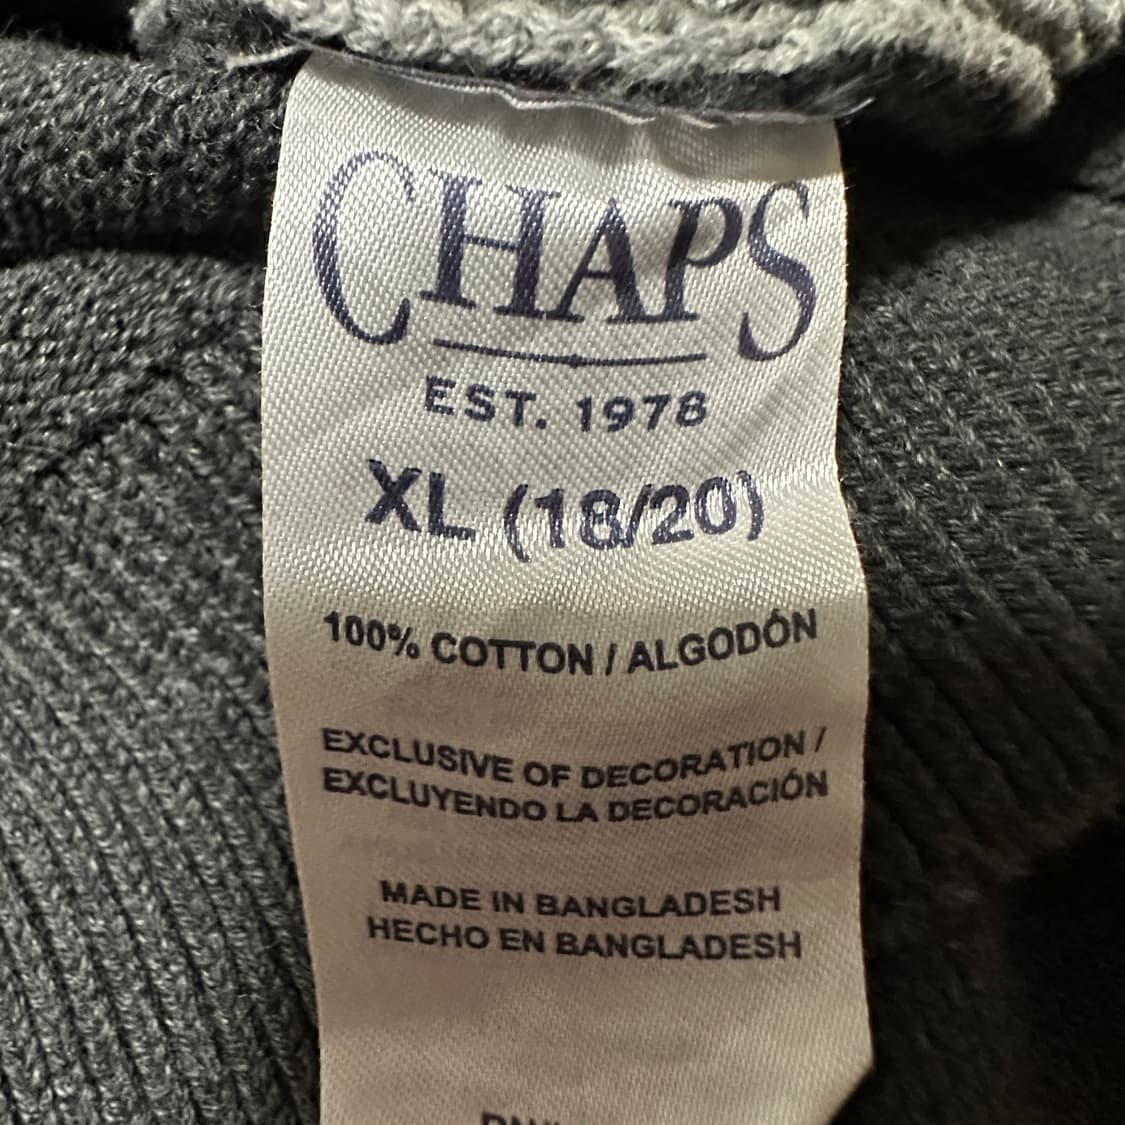 CHAPS
EST. 1978
XL (18/20)
100% COTTON / ALGODÓN
EXCLUSIVE OF DECORATION /
EXCLUYENDO LA DECORACIÓN
MADE IN BANGLADESH
HECHO EN BANGLADESH